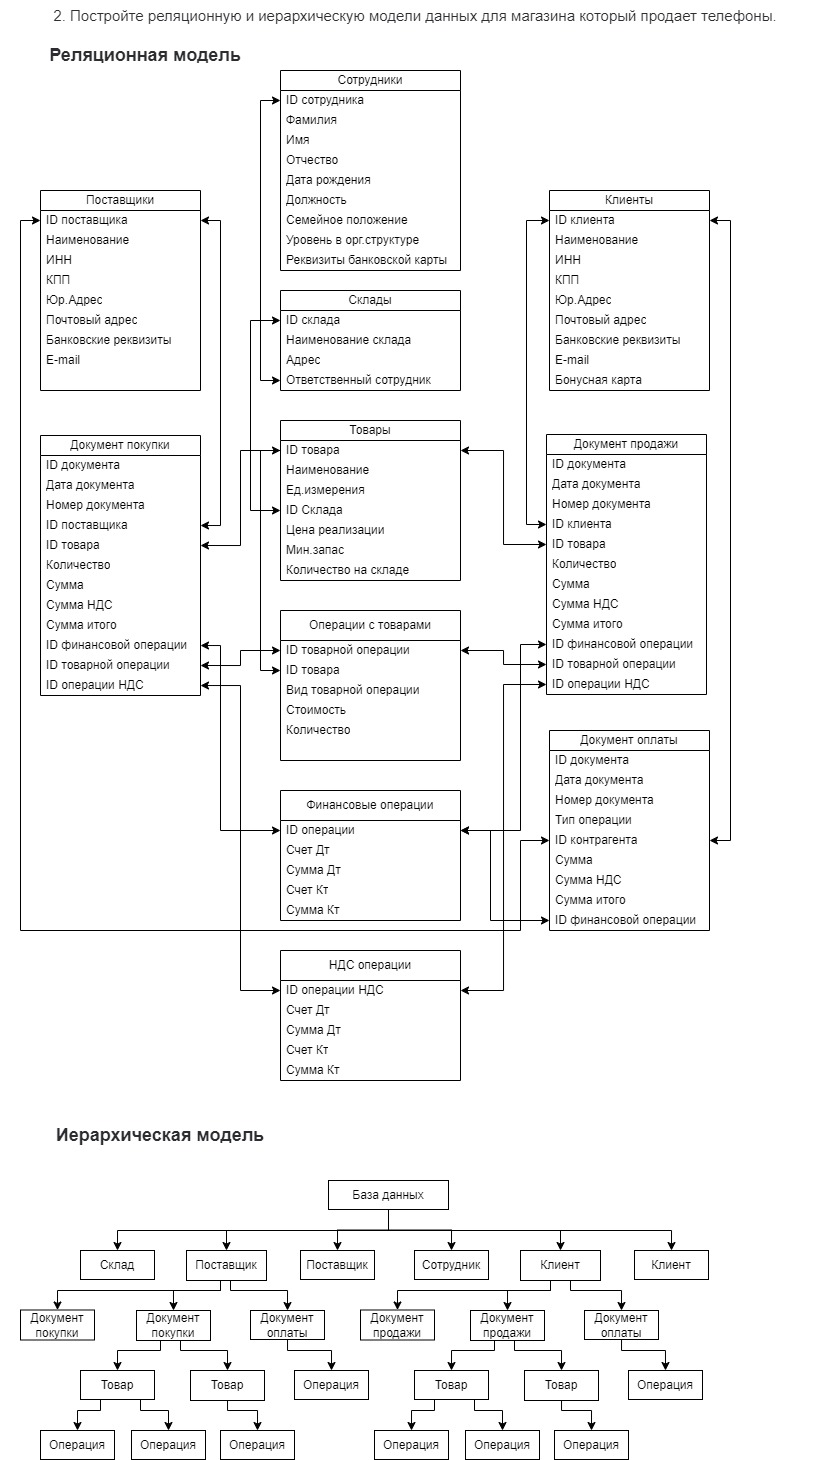 2. Постройте реляционную и иерархическую модели данных для магазина который продает телефоны.
Реляционная модель
Сотрудники
ID сотрудника
Фамилия
Имя
Отчество
Дата рождения
Должность
Семейное положение
Уровень в орг.структуре
Реквизиты банковской карты
Поставщики
ID поставщика
Наименование
ИНН
КПП
Юр.Адрес
Почтовый адрес
Банковские реквизиты
E-mail
Клиенты
ID клиента
Наименование
ИНН
КПП
Юр.Адрес
Почтовый адрес
Банковские реквизиты
E-mail
Бонусная карта
Склады
ID склада
Наименование склада
Адрес
Ответственный сотрудник
Документ покупки
ID документа
Дата документа
Номер документа
ID поставщика
ID товара
Количество
Сумма
Сумма НДС
Сумма итого
ID финансовой операции
ID товарной операции
ID операции НДС
Товары
ID товара
Наименование
Ед.измерения
ID Склада
Цена реализации
Мин.запас
Количество на складе
Документ продажи
ID документа
Дата документа
Номер документа
ID клиента
ID товара
Количество
Сумма
Сумма НДС
Сумма итого
ID финансовой операции
ID товарной операции
ID операции НДС
Операции с товарами
ID товарной операции
ID товара
Вид товарной операции
Стоимость
Количество
Документ оплаты
ID документа
Дата документа
Номер документа
Тип операции
ID контрагента
Сумма
Сумма НДС
Сумма итого
ID финансовой операции
Финансовые операции
ID операции
Счет Дт
Сумма Дт
Счет Кт
Сумма Кт
НДС операции
ID операции НДС
Счет Дт
Сумма Дт
Счет Кт
Сумма Кт
Иерархическая модель
База данных
Склад
Поставщик
Поставщик
Сотрудник
Клиент
Клиент
Документ
покупки
Документ
покупки
Документ
оплаты
Документ
продажи
Документ
продажи
Документ
оплаты
Товар
Товар
Операция
Товар
Товар
Операция
Операция
Операция
Операция
Операция
Операция
Операция